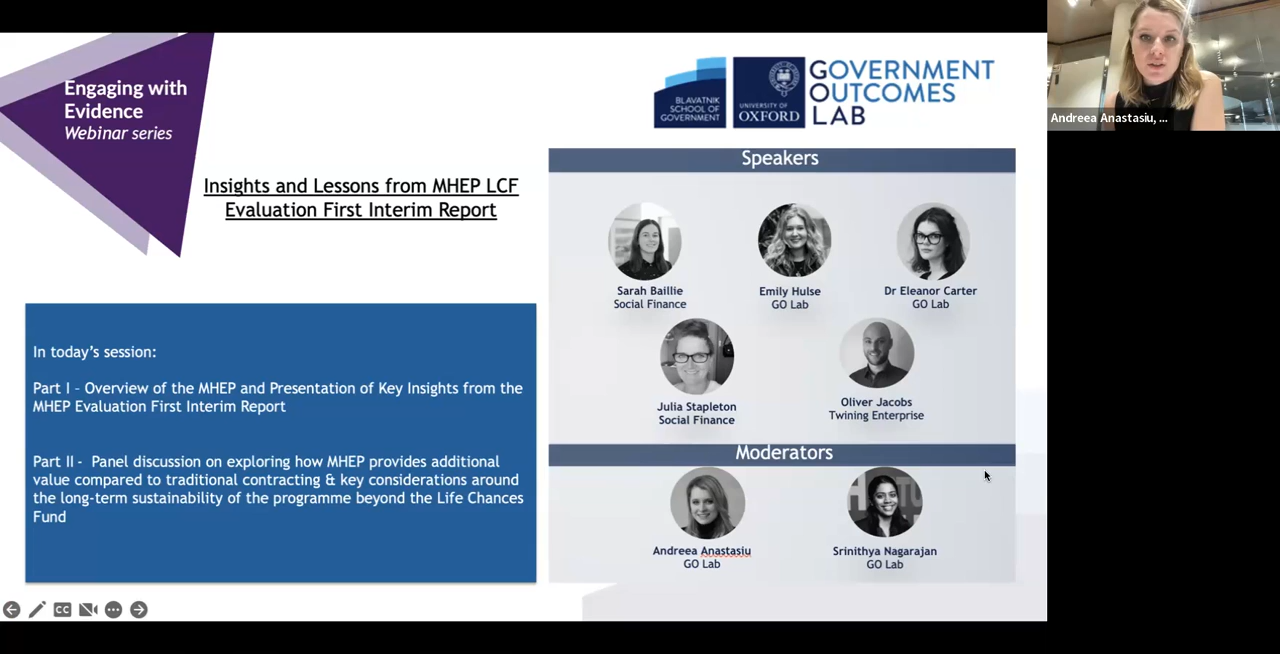 Engaging with
Evidence
Webinar series
BLAVATNIK
SCHOOL OF
GOVERNMENT
UNIVERSITY OF
OXFORD
GOVERNMENT
OUTCOMES
LAB
Andreea Anastasiu, ...
Insights and Lessons from MHEP LCF
Evaluation First Interim Report
In today's session:
Part I - Overview of the MHEP and Presentation of Key Insights from the
MHEP Evaluation First Interim Report
Part II - Panel discussion on exploring how MHEP provides additional
value compared to traditional contracting & key considerations around
the long-term sustainability of the programme beyond the Life Chances
Fund
Speakers
Sarah Baillie
Social Finance
Emily Hulse
GO Lab
Dr Eleanor Carter
GO Lab
Julia Stapleton
Social Finance
Oliver Jacobs
Twining Enterprise
Moderators
Andreea Anastasiu
GO Lab
Srinithya Nagarajan
GO Lab
CC